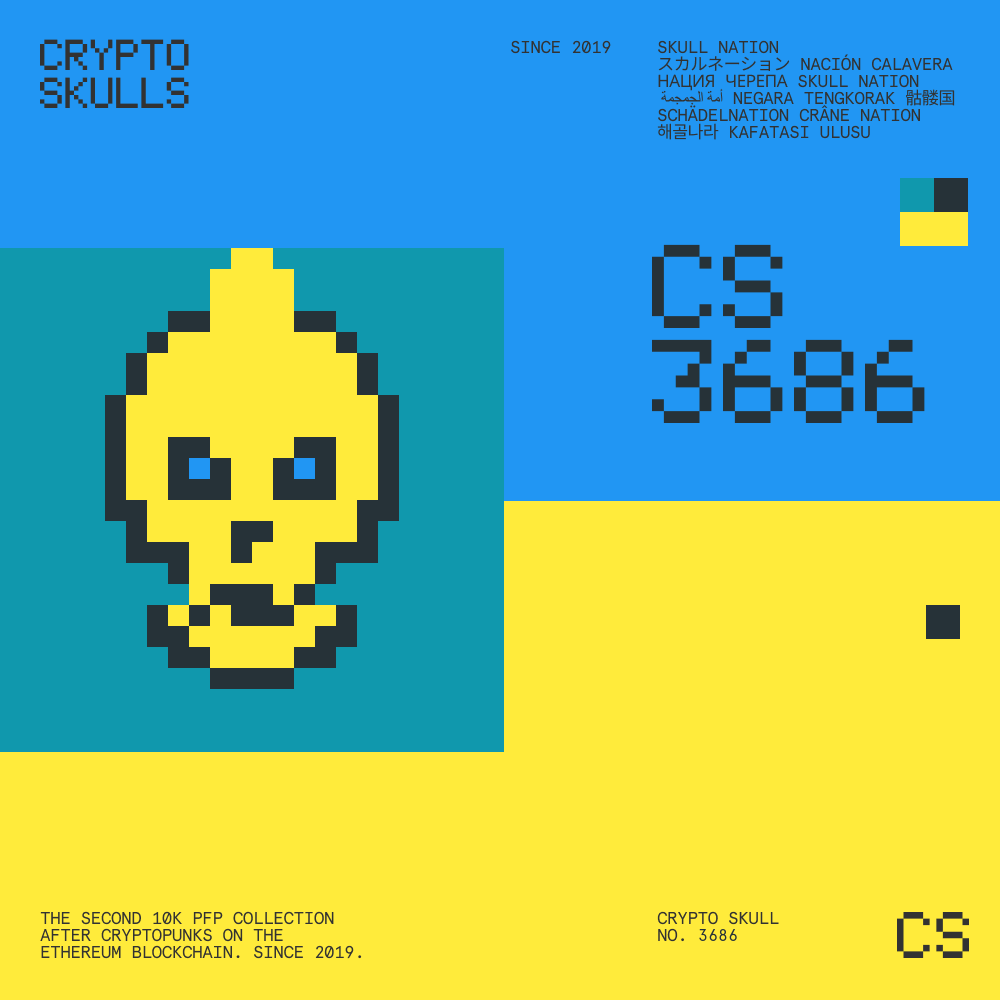 CRYPTO
SKULLS
SINCE 2019
SKULL NATION
スカルネーション NACIÓN CALAVERA
НАЦИЯ ЧЕРЕПА SKULL NATION
أمة الجمجمة NEGARA TENGKORAK 骷髅国
SCHÄDELNATION CRÂNE NATION
해골나라 KAFATASI ULUSU
CS
3686
THE SECOND 10K PFP COLLECTION
AFTER CRYPTOPUNKS ON THE
ETHEREUM BLOCKCHAIN. SINCE 2019.
CRYPTO SKULL
NO. 3686
CS